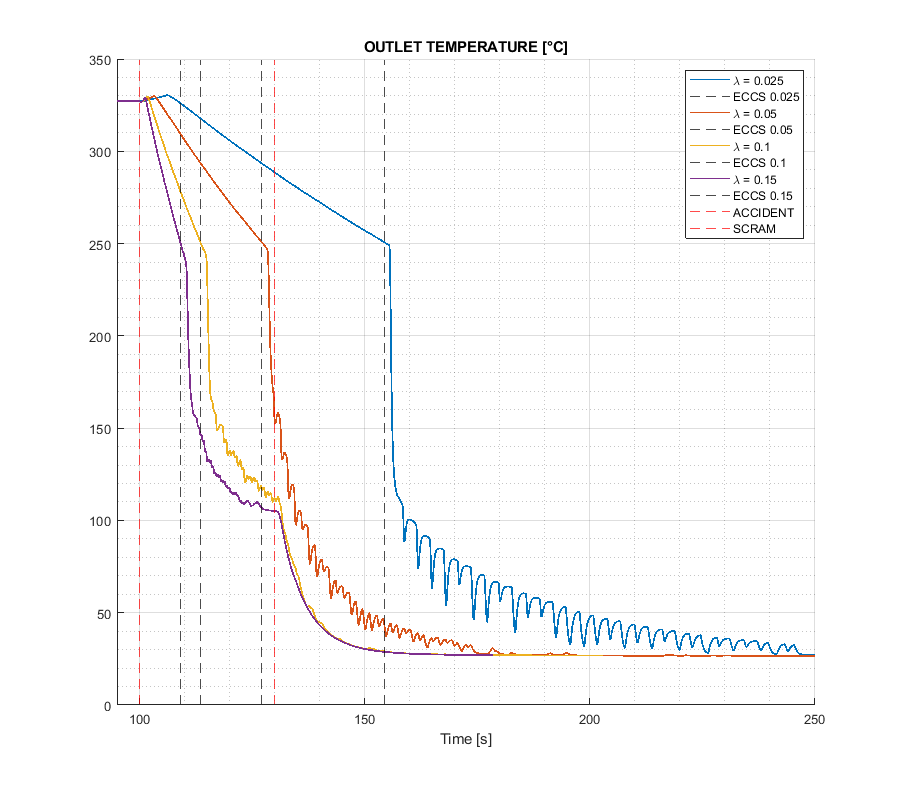 OUTLET TEMPERATURE [°C]
350
300
250
200
150
100
50
0
λ = 0.025
ECCS 0.025
λ = 0.05
ECCS 0.05
λ = 0.1
ECCS 0.1
λ = 0.15
ECCS 0.15
ACCIDENT
SCRAM
100 150 200 250
Time [s]